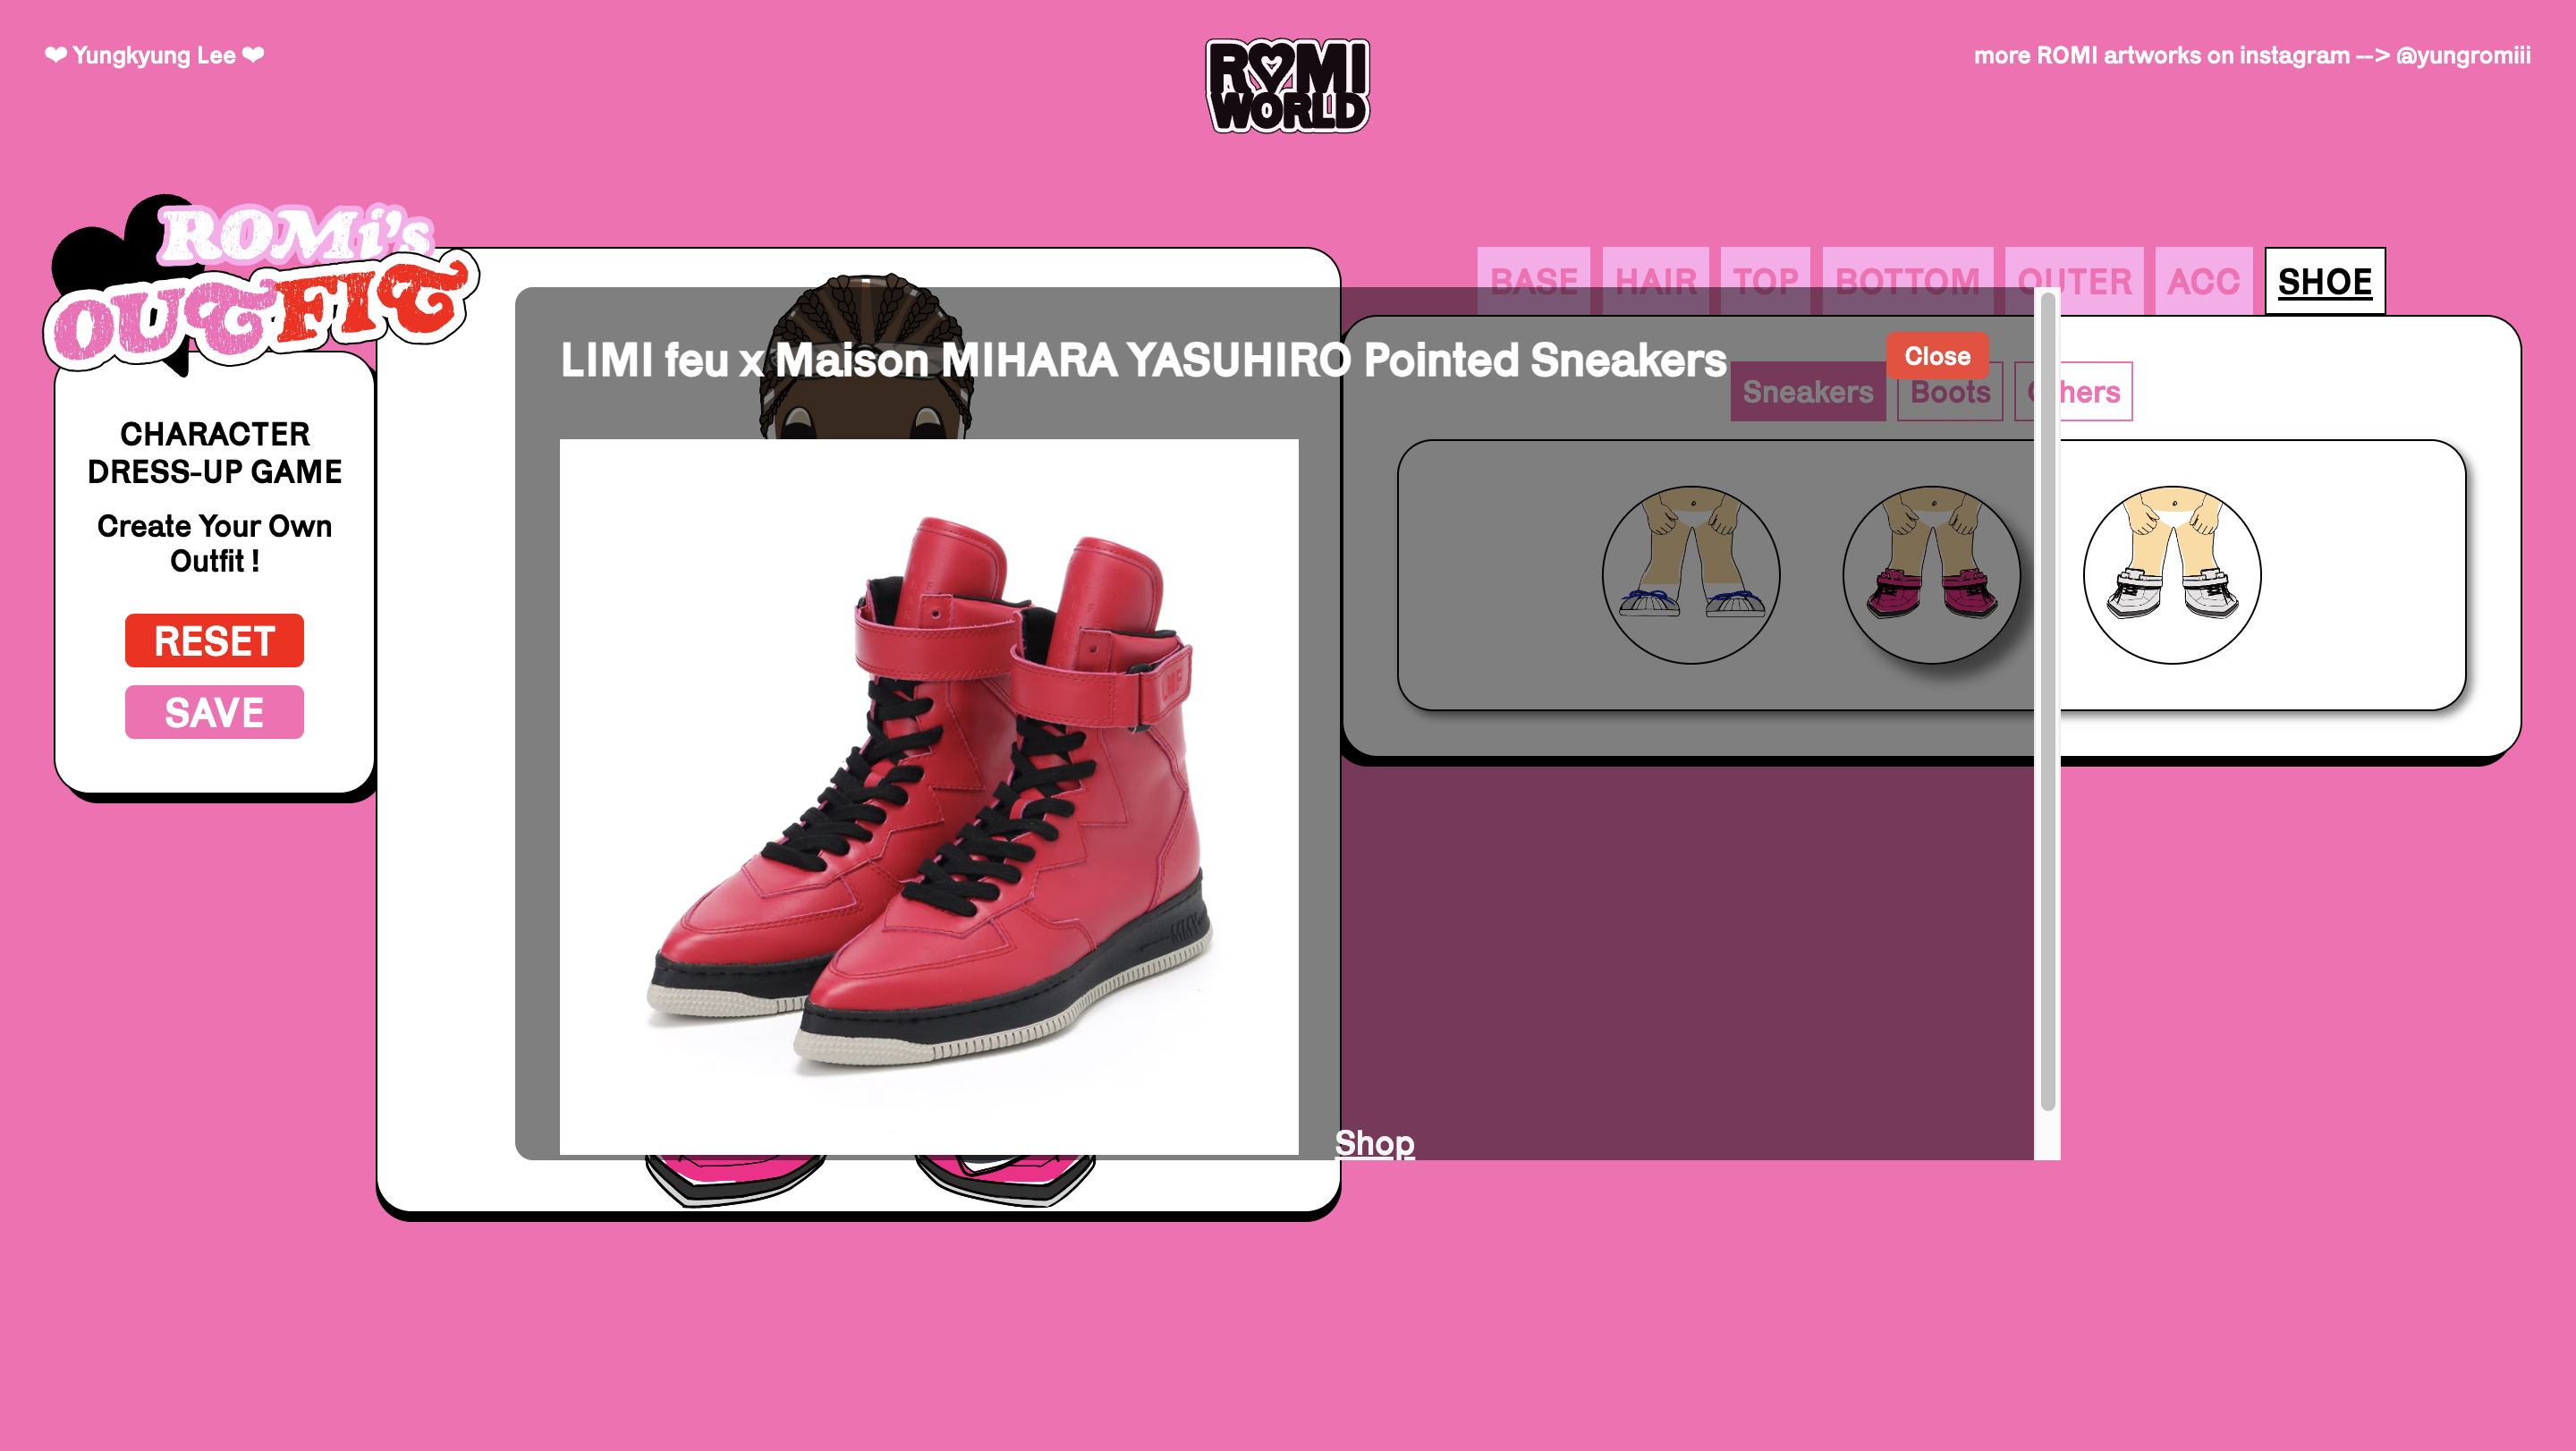 ❤ Yungkyung Lee ❤
ROMI
WORLD
more ROMI artworks on instagram --> @yungromiii
ROMi's
OUTFIT
CHARACTER
DRESS-UP GAME
Create Your Own
Outfit !
RESET
SAVE
BASE HAIR TOP BOTTOM OUTER ACC SHOE
LIMI feu x Maison MIHARA YASUHIRO Pointed Sneakers
Close
Sneakers Boots Others
Shop